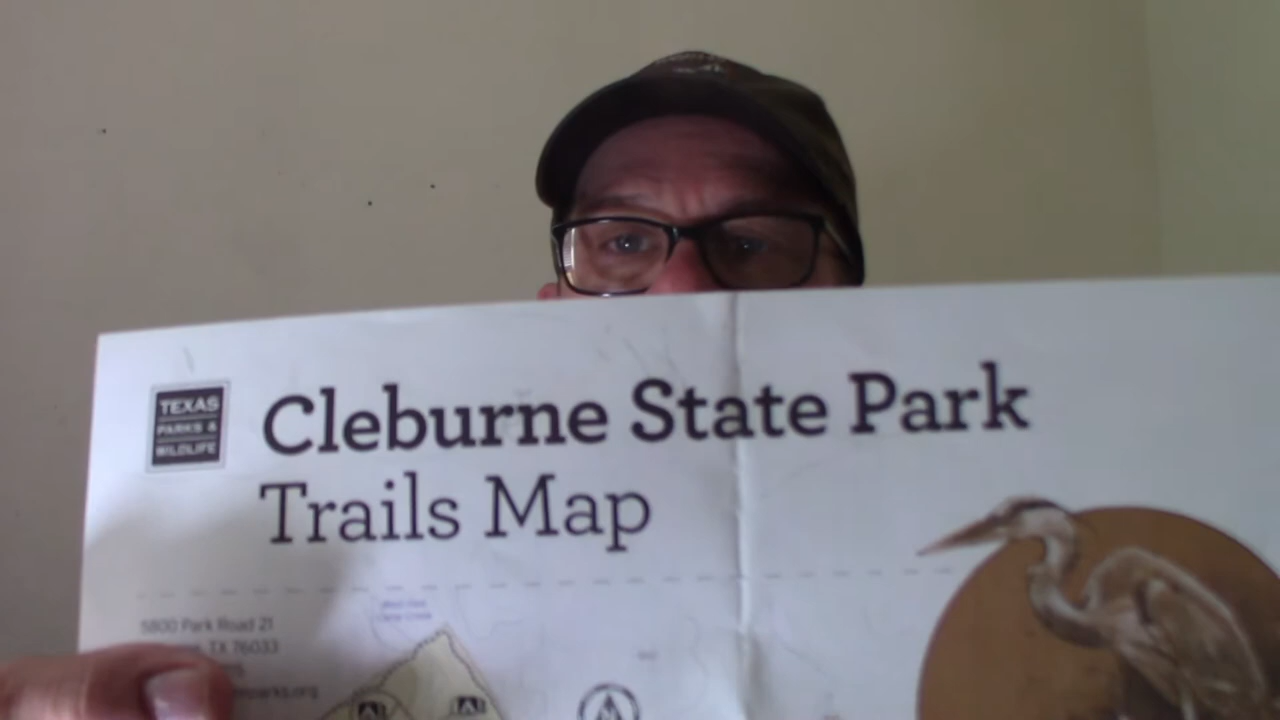 TEXAS
PARKS &
WILDLIFE
Cleburne State Park
Trails Map
5800 Park Road 21
TX 76033